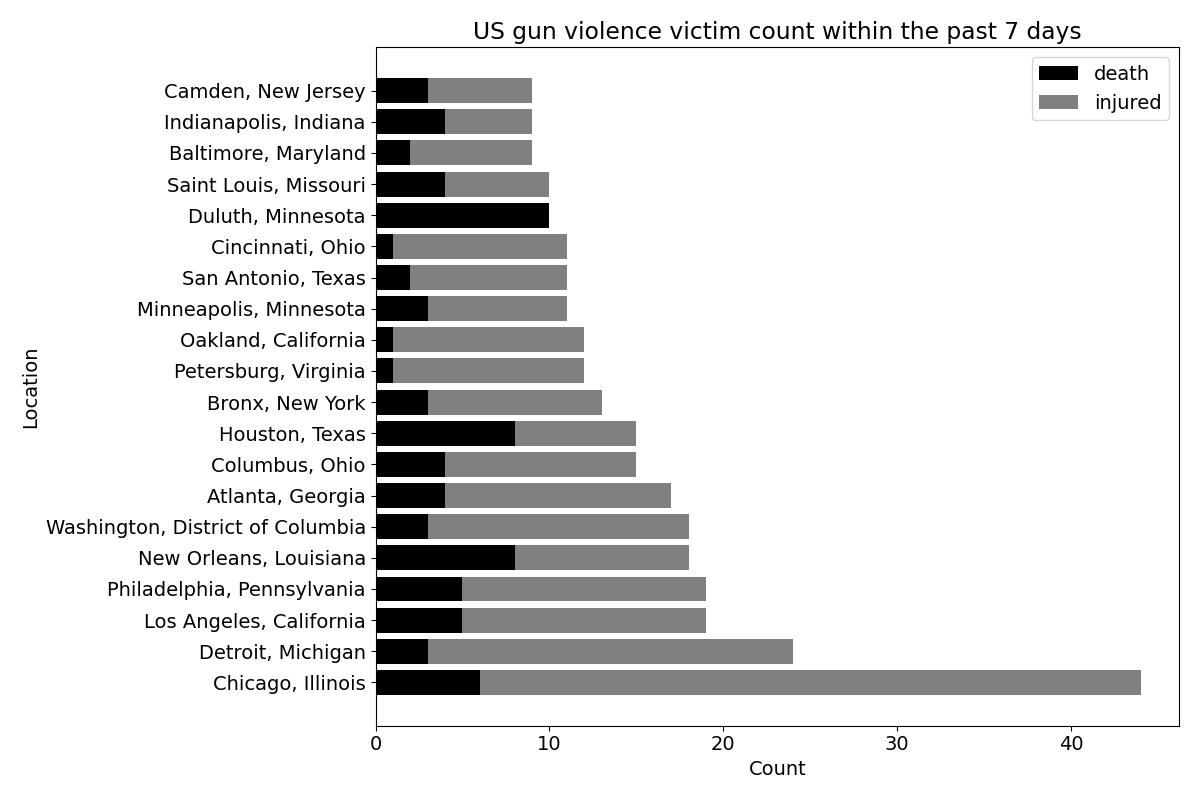 US gun violence victim count within the past 7 days
death
injured
Camden, New Jersey
Indianapolis, Indiana
Baltimore, Maryland
Saint Louis, Missouri
Duluth, Minnesota
Cincinnati, Ohio
San Antonio, Texas
Minneapolis, Minnesota
Oakland, California
Petersburg, Virginia
Bronx, New York
Houston, Texas
Columbus, Ohio
Atlanta, Georgia
Washington, District of Columbia
New Orleans, Louisiana
Philadelphia, Pennsylvania
Los Angeles, California
Detroit, Michigan
Chicago, Illinois
Location
0 10 20 30 40
Count